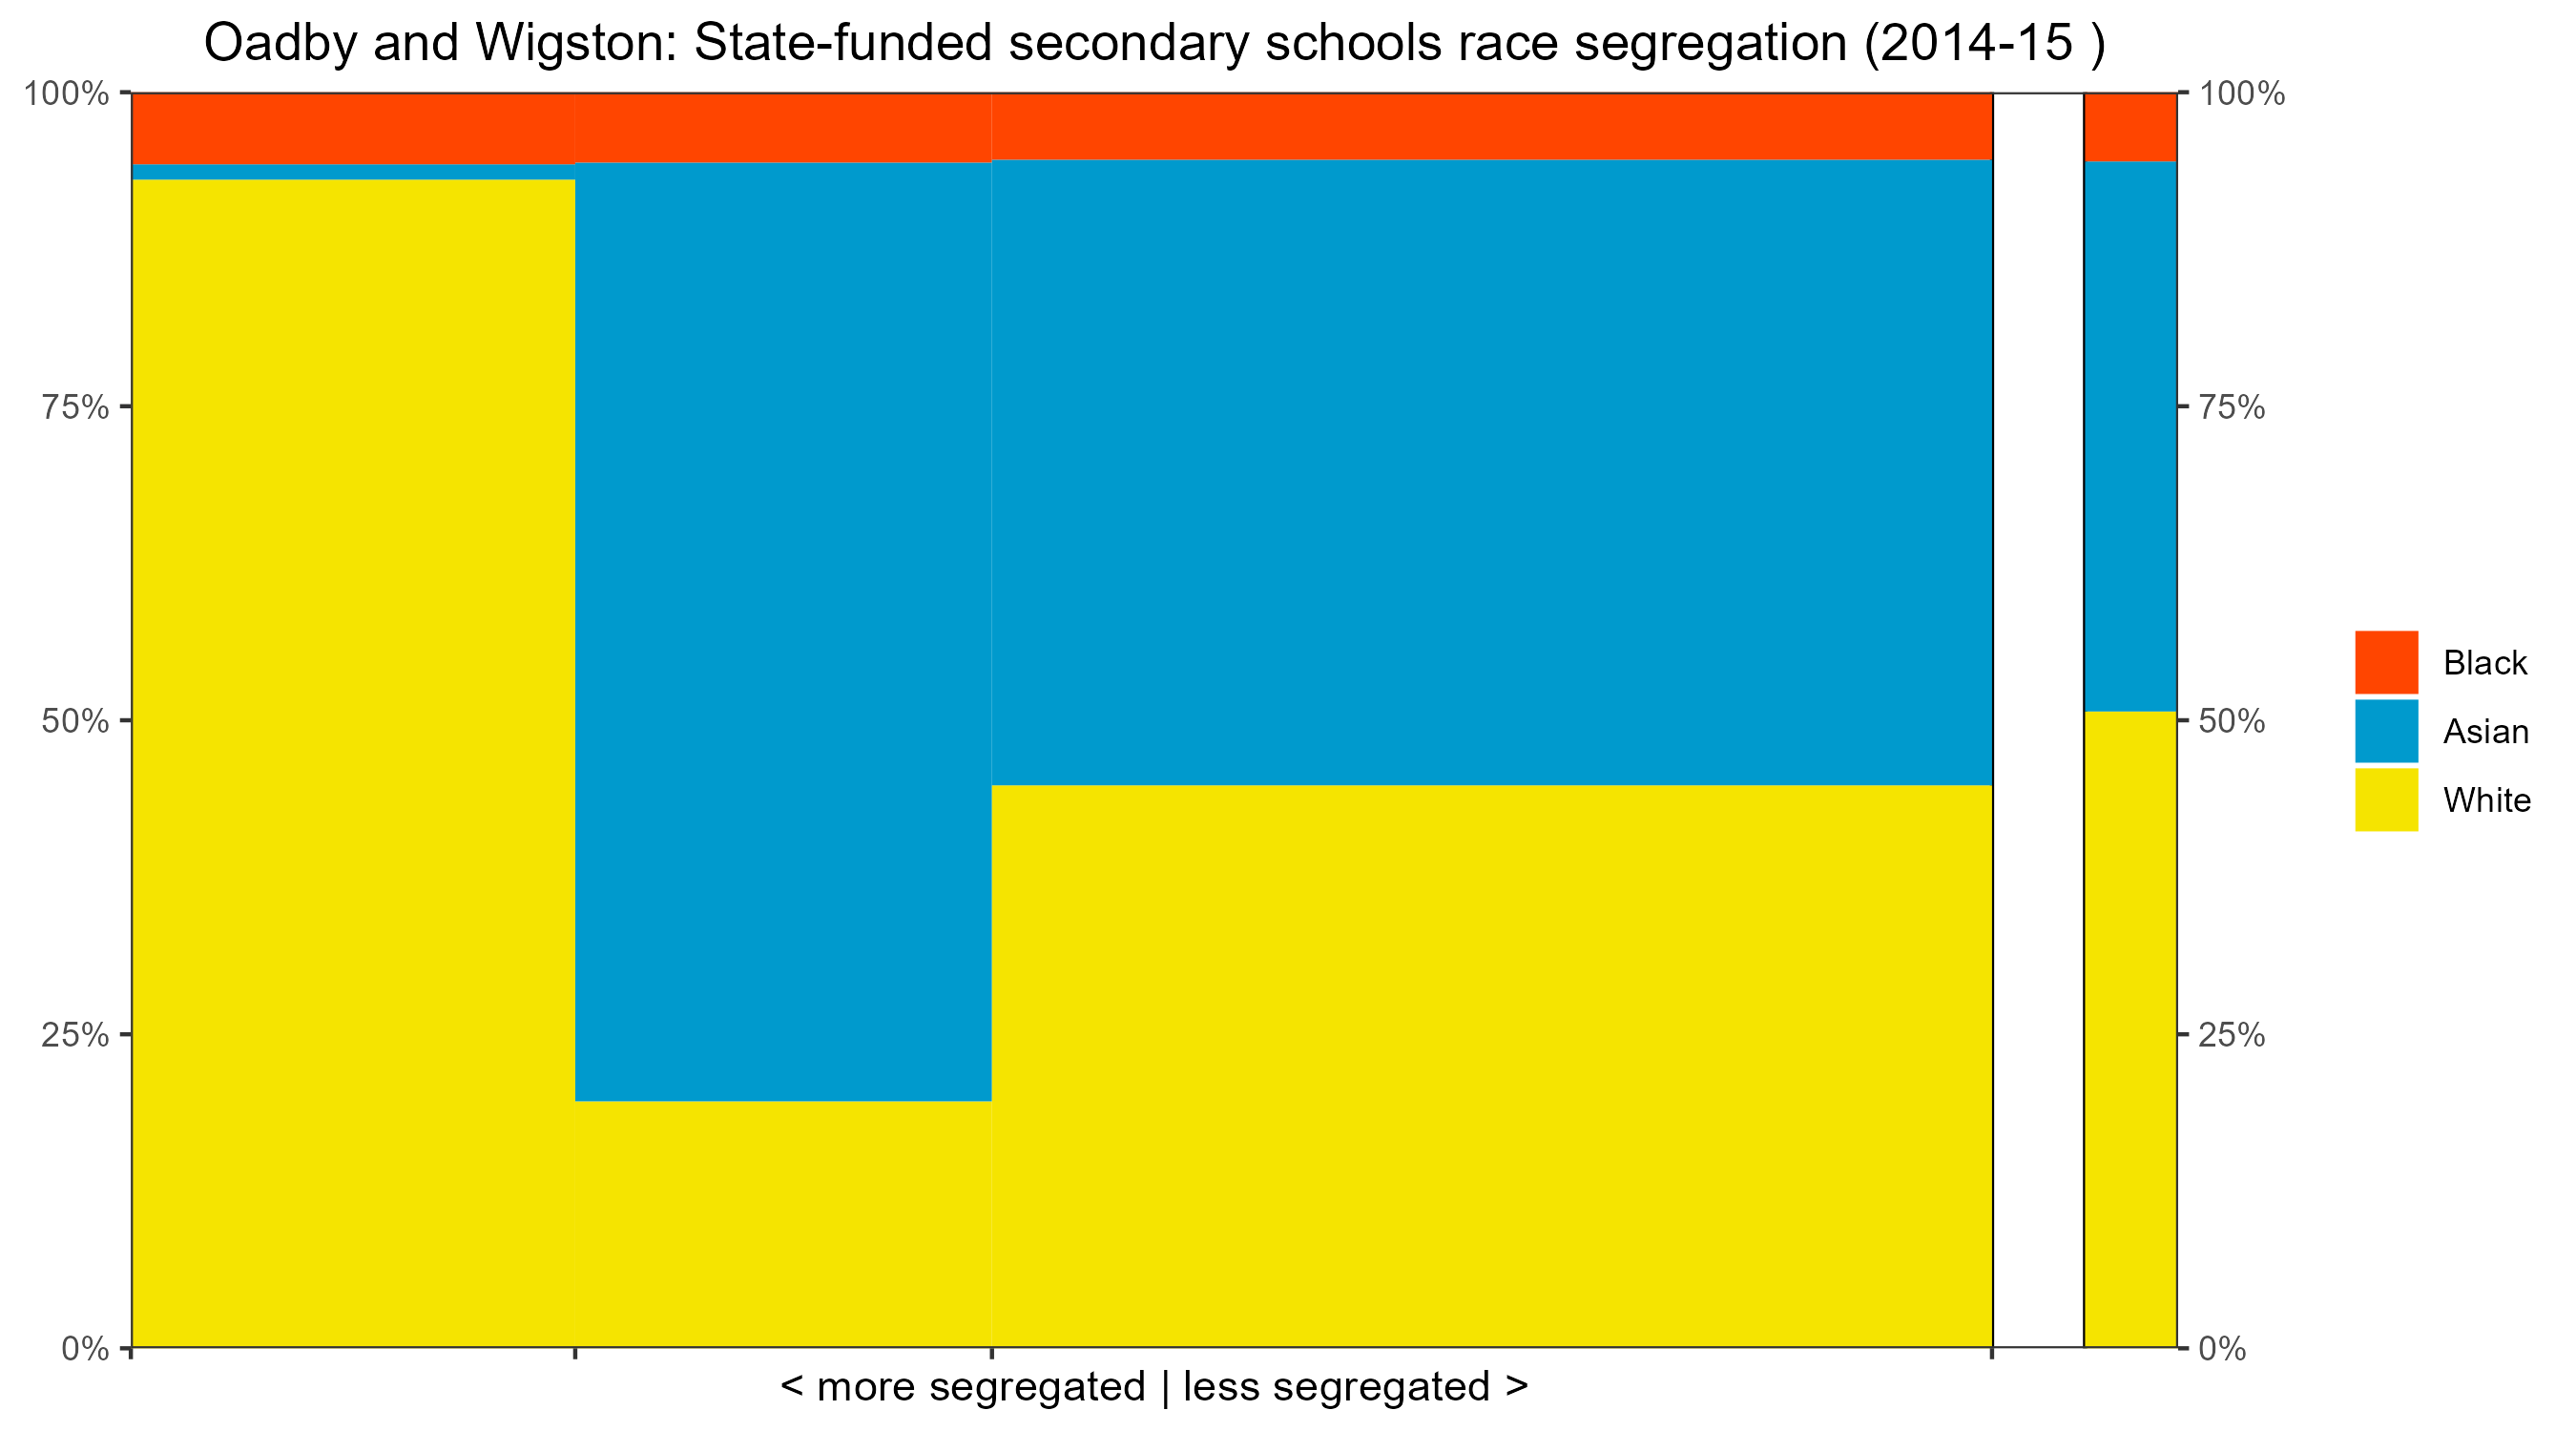 Oadby and Wigston: State-funded secondary schools race segregation (2014-15 )
100%
75%
50%
25%
0%
100%
75%
50%
25%
0%
Black
Asian
White
< more segregated | less segregated >